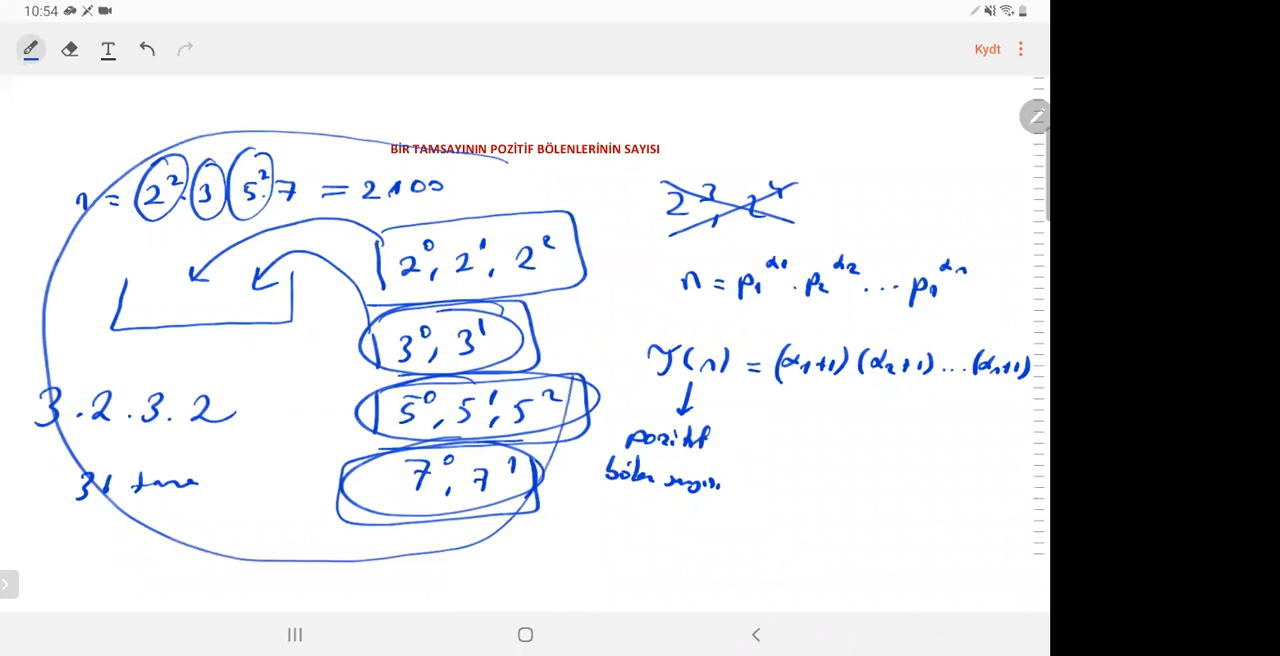 10:54
Kydt
BİR TAMSAYININ POZİTİF BÖLENLERİNİN SAYISI
n = 2² · 3 · 5² · 7 = 2100
2⁰, 2¹, 2²
3⁰, 3¹
5⁰, 5¹, 5²
7⁰, 7¹
3 . 2 . 3 . 2
36 tane
n = p₁^α₁ . p₂^α₂ ... pₙ^αₙ
τ(n) = (α₁+1) (α₂+1) ... (αₙ+1)
pozitif
bölen sayısı